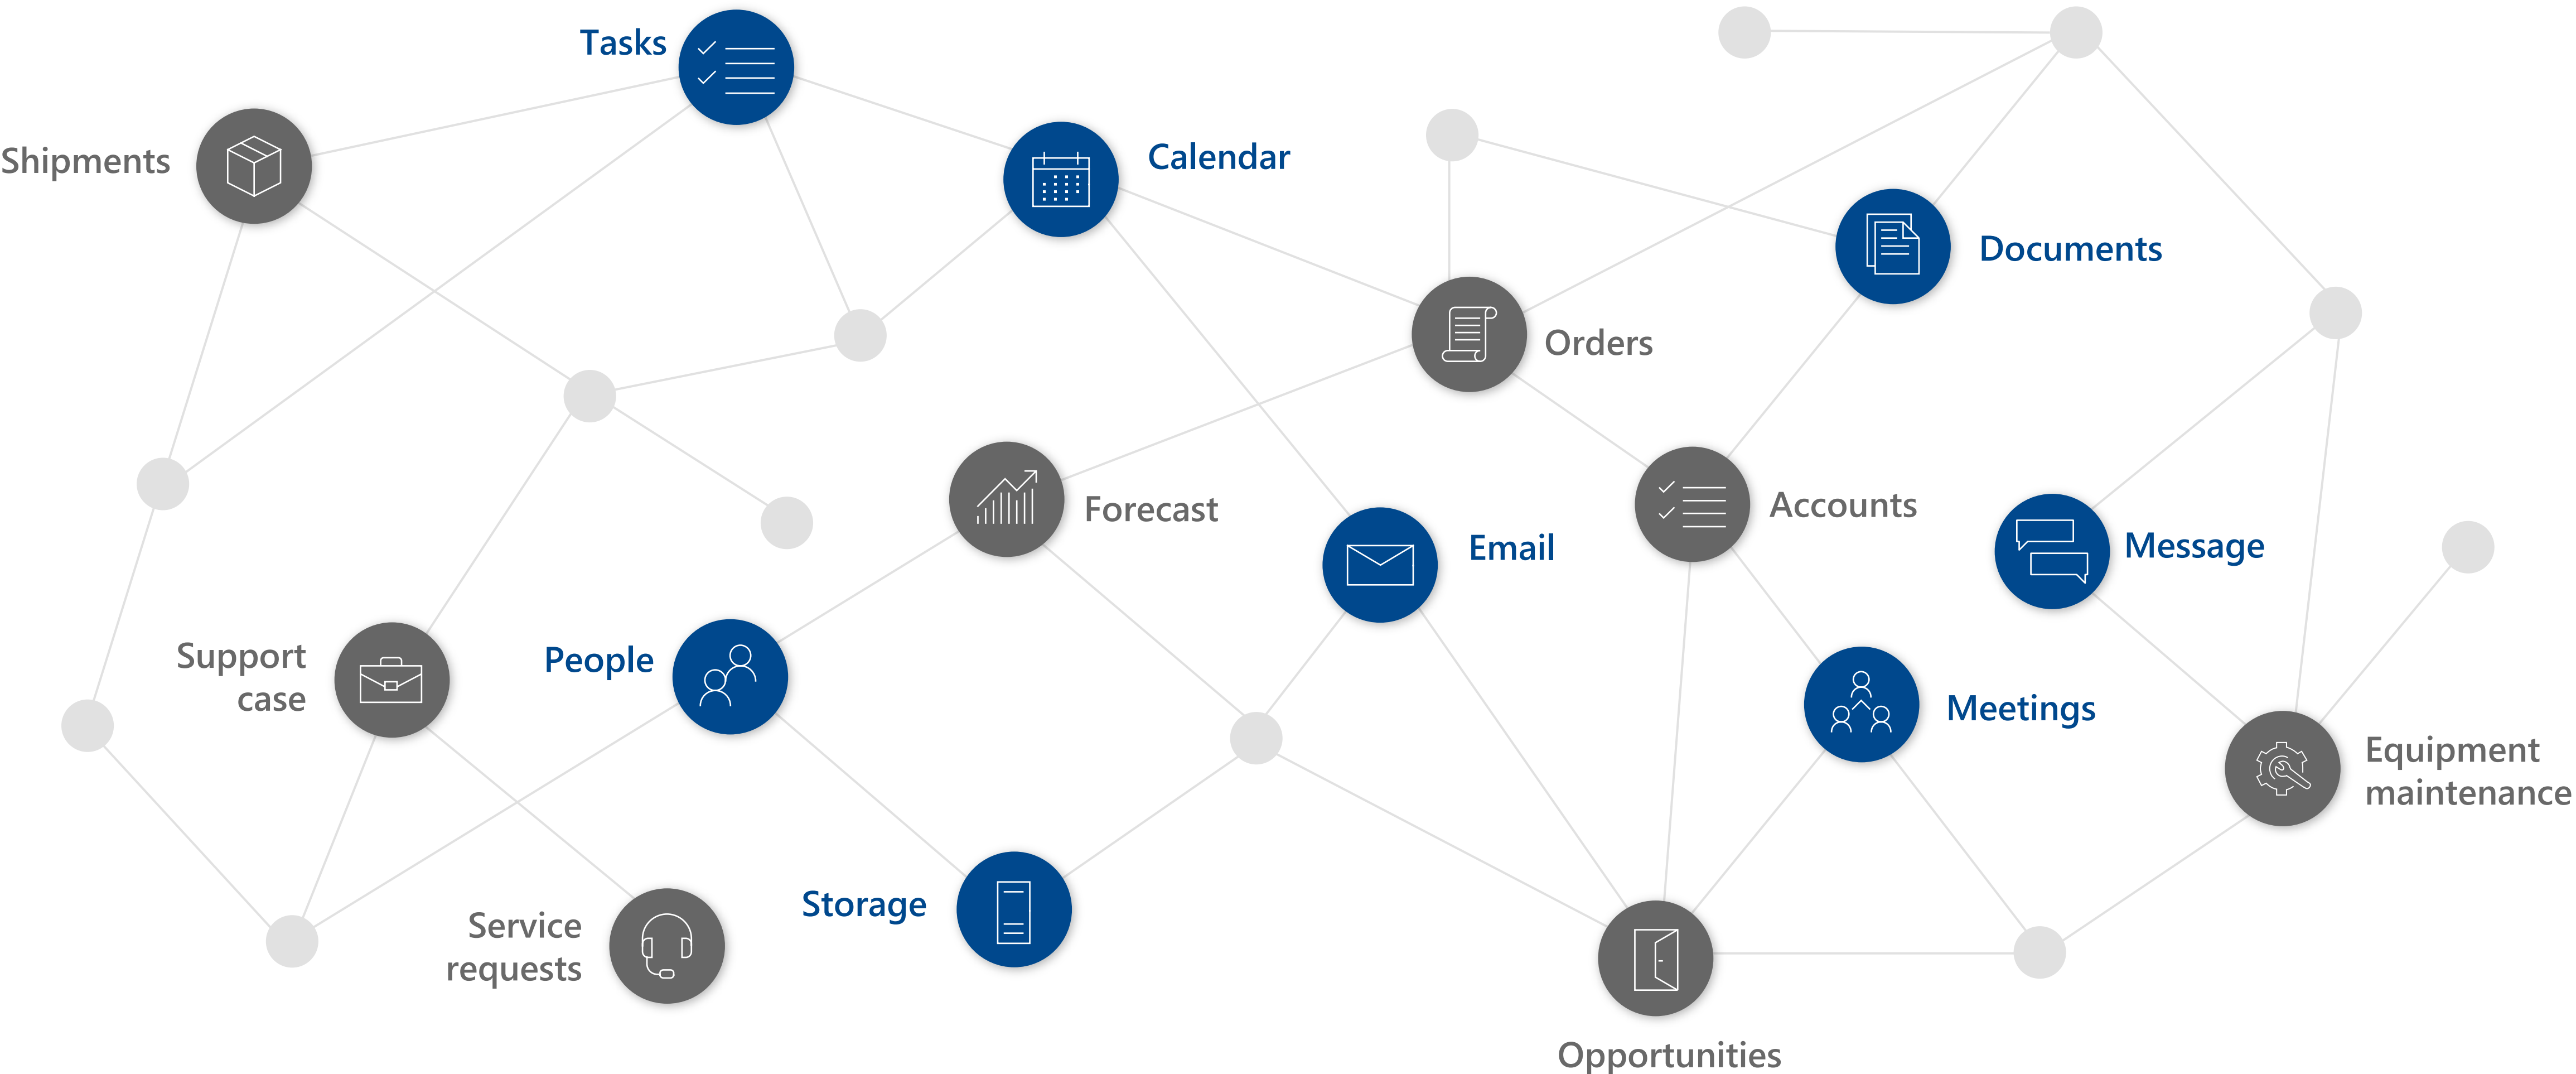 Tasks
Shipments
Calendar
Documents
Orders
Forecast
Accounts
Email
Message
Support
case
People
Meetings
Equipment
maintenance
Storage
Service
requests
Opportunities